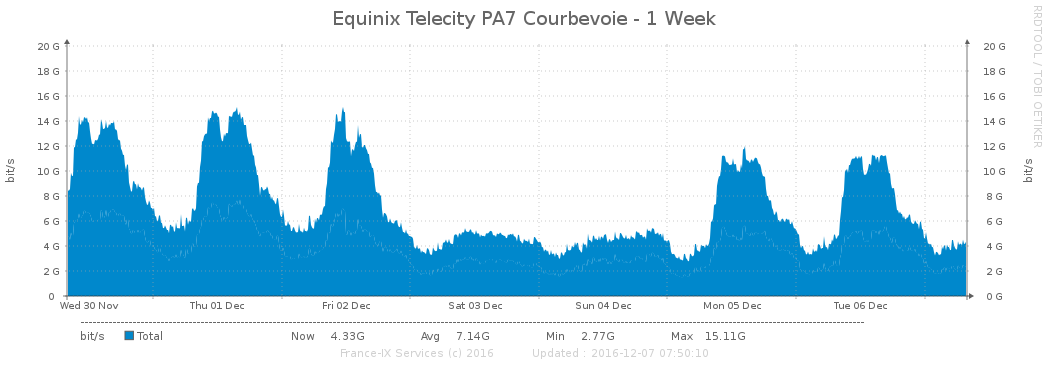 Equinix Telecity PA7 Courbevoie - 1 Week
RRDTOOL / TOBI OETIKER
bit/s
20 G 20 G
18 G 18 G
16 G 16 G
14 G 14 G
12 G 12 G
10 G 10 G
8 G 8 G
6 G 6 G
4 G 4 G
2 G 2 G
0 0 G
bit/s
Wed 30 Nov Thu 01 Dec Fri 02 Dec Sat 03 Dec Sun 04 Dec Mon 05 Dec Tue 06 Dec
bit/s Total Now 4.33G Avg 7.14G Min 2.77G Max 15.11G
France-IX Services (c) 2016 Updated : 2016-12-07 07:50:10